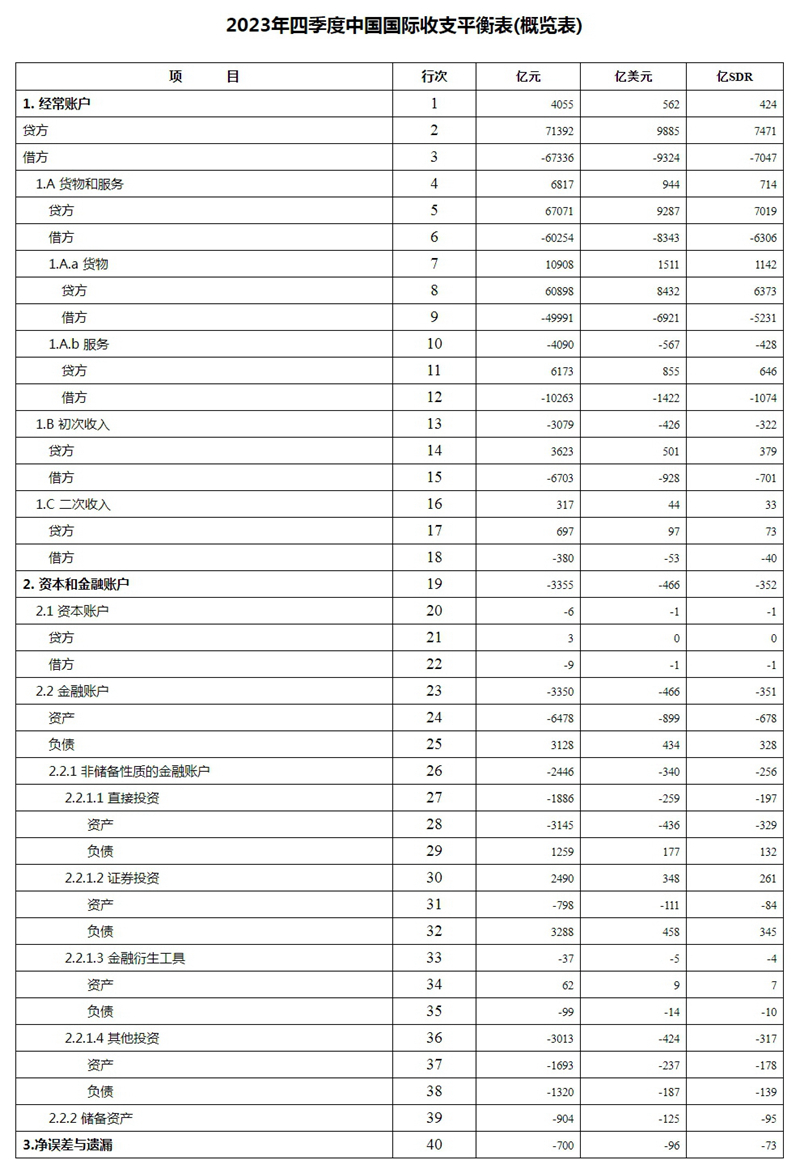 2023年四季度中国国际收支平衡表(概览表)
项 目 行次 亿元 亿美元 亿SDR
1. 经常账户 1 4055 562 424
贷方 2 71392 9885 7471
借方 3 -67336 -9324 -7047
1.A 货物和服务 4 6817 944 714
贷方 5 67071 9287 7019
借方 6 -60254 -8343 -6306
1.A.a 货物 7 10908 1511 1142
贷方 8 60898 8432 6373
借方 9 -49991 -6921 -5231
1.A.b 服务 10 -4090 -567 -428
贷方 11 6173 855 646
借方 12 -10263 -1422 -1074
1.B 初次收入 13 -3079 -426 -322
贷方 14 3623 501 379
借方 15 -6703 -928 -701
1.C 二次收入 16 317 44 33
贷方 17 697 97 73
借方 18 -380 -53 -40
2. 资本和金融账户 19 -3355 -466 -352
2.1 资本账户 20 -6 -1 -1
贷方 21 3 0 0
借方 22 -9 -1 -1
2.2 金融账户 23 -3350 -466 -351
资产 24 -6478 -899 -678
负债 25 3128 434 328
2.2.1 非储备性质的金融账户 26 -2446 -340 -256
2.2.1.1 直接投资 27 -1886 -259 -197
资产 28 -3145 -436 -329
负债 29 1259 177 132
2.2.1.2 证券投资 30 2490 348 261
资产 31 -798 -111 -84
负债 32 3288 458 345
2.2.1.3 金融衍生工具 33 -37 -5 -4
资产 34 62 9 7
负债 35 -99 -14 -10
2.2.1.4 其他投资 36 -3013 -424 -317
资产 37 -1693 -237 -178
负债 38 -1320 -187 -139
2.2.2 储备资产 39 -904 -125 -95
3.净误差与遗漏 40 -700 -96 -73